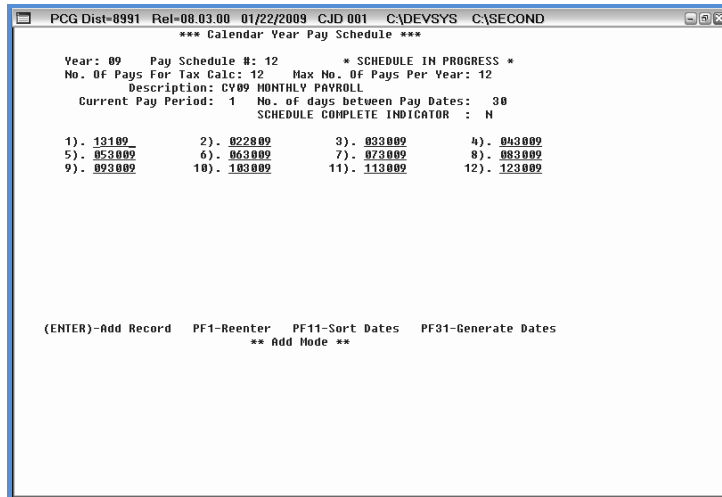 PCG Dist=8991 Rel=08.03.00 01/22/2009 CJD 001 C:\DEVSYS C:\SECOND
*** Calendar Year Pay Schedule ***
Year: 09 Pay Schedule #: 12 * SCHEDULE IN PROGRESS *
No. Of Pays For Tax Calc: 12 Max No. Of Pays Per Year: 12
Description: CY09 MONTHLY PAYROLL
Current Pay Period: 1 No. of days between Pay Dates: 30
SCHEDULE COMPLETE INDICATOR : N
1). 13109_ 2). 022809 3). 033009 4). 043009
5). 053009 6). 063009 7). 073009 8). 083009
9). 093009 10). 103009 11). 113009 12). 123009
(ENTER)-Add Record PF1-Reenter PF11-Sort Dates PF31-Generate Dates
** Add Mode **